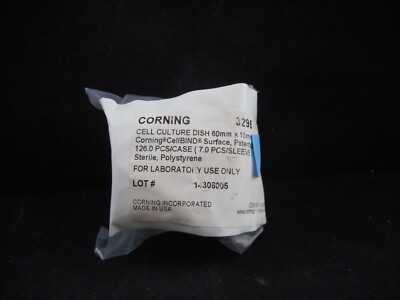 CORNING 3295
CELL CULTURE DISH 60mm x 15mm
Corning®CellBIND® Surface,
126.0 PCS/CASE ( 7.0 PCS/SLEEVE
Sterile, Polystyrene
FOR LABORATORY USE ONLY
LOT # 14308005
CORNING INCORPORATED
MADE IN USA